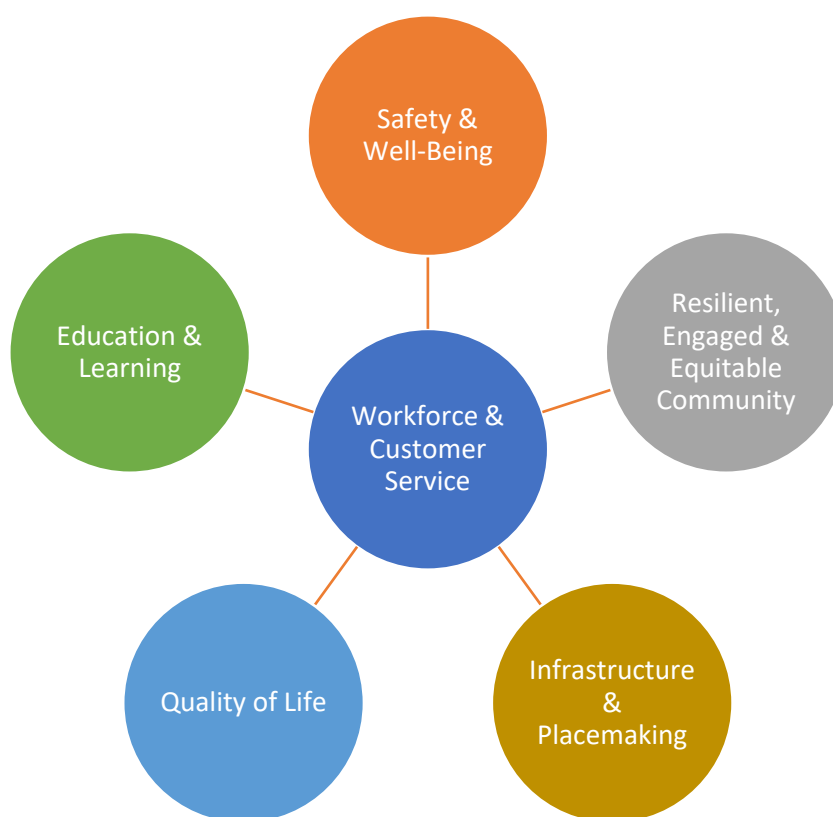 Safety &
Well-Being
Resilient,
Engaged &
Equitable
Community
Education &
Learning
Workforce &
Customer
Service
Quality of Life
Infrastructure
&
Placemaking